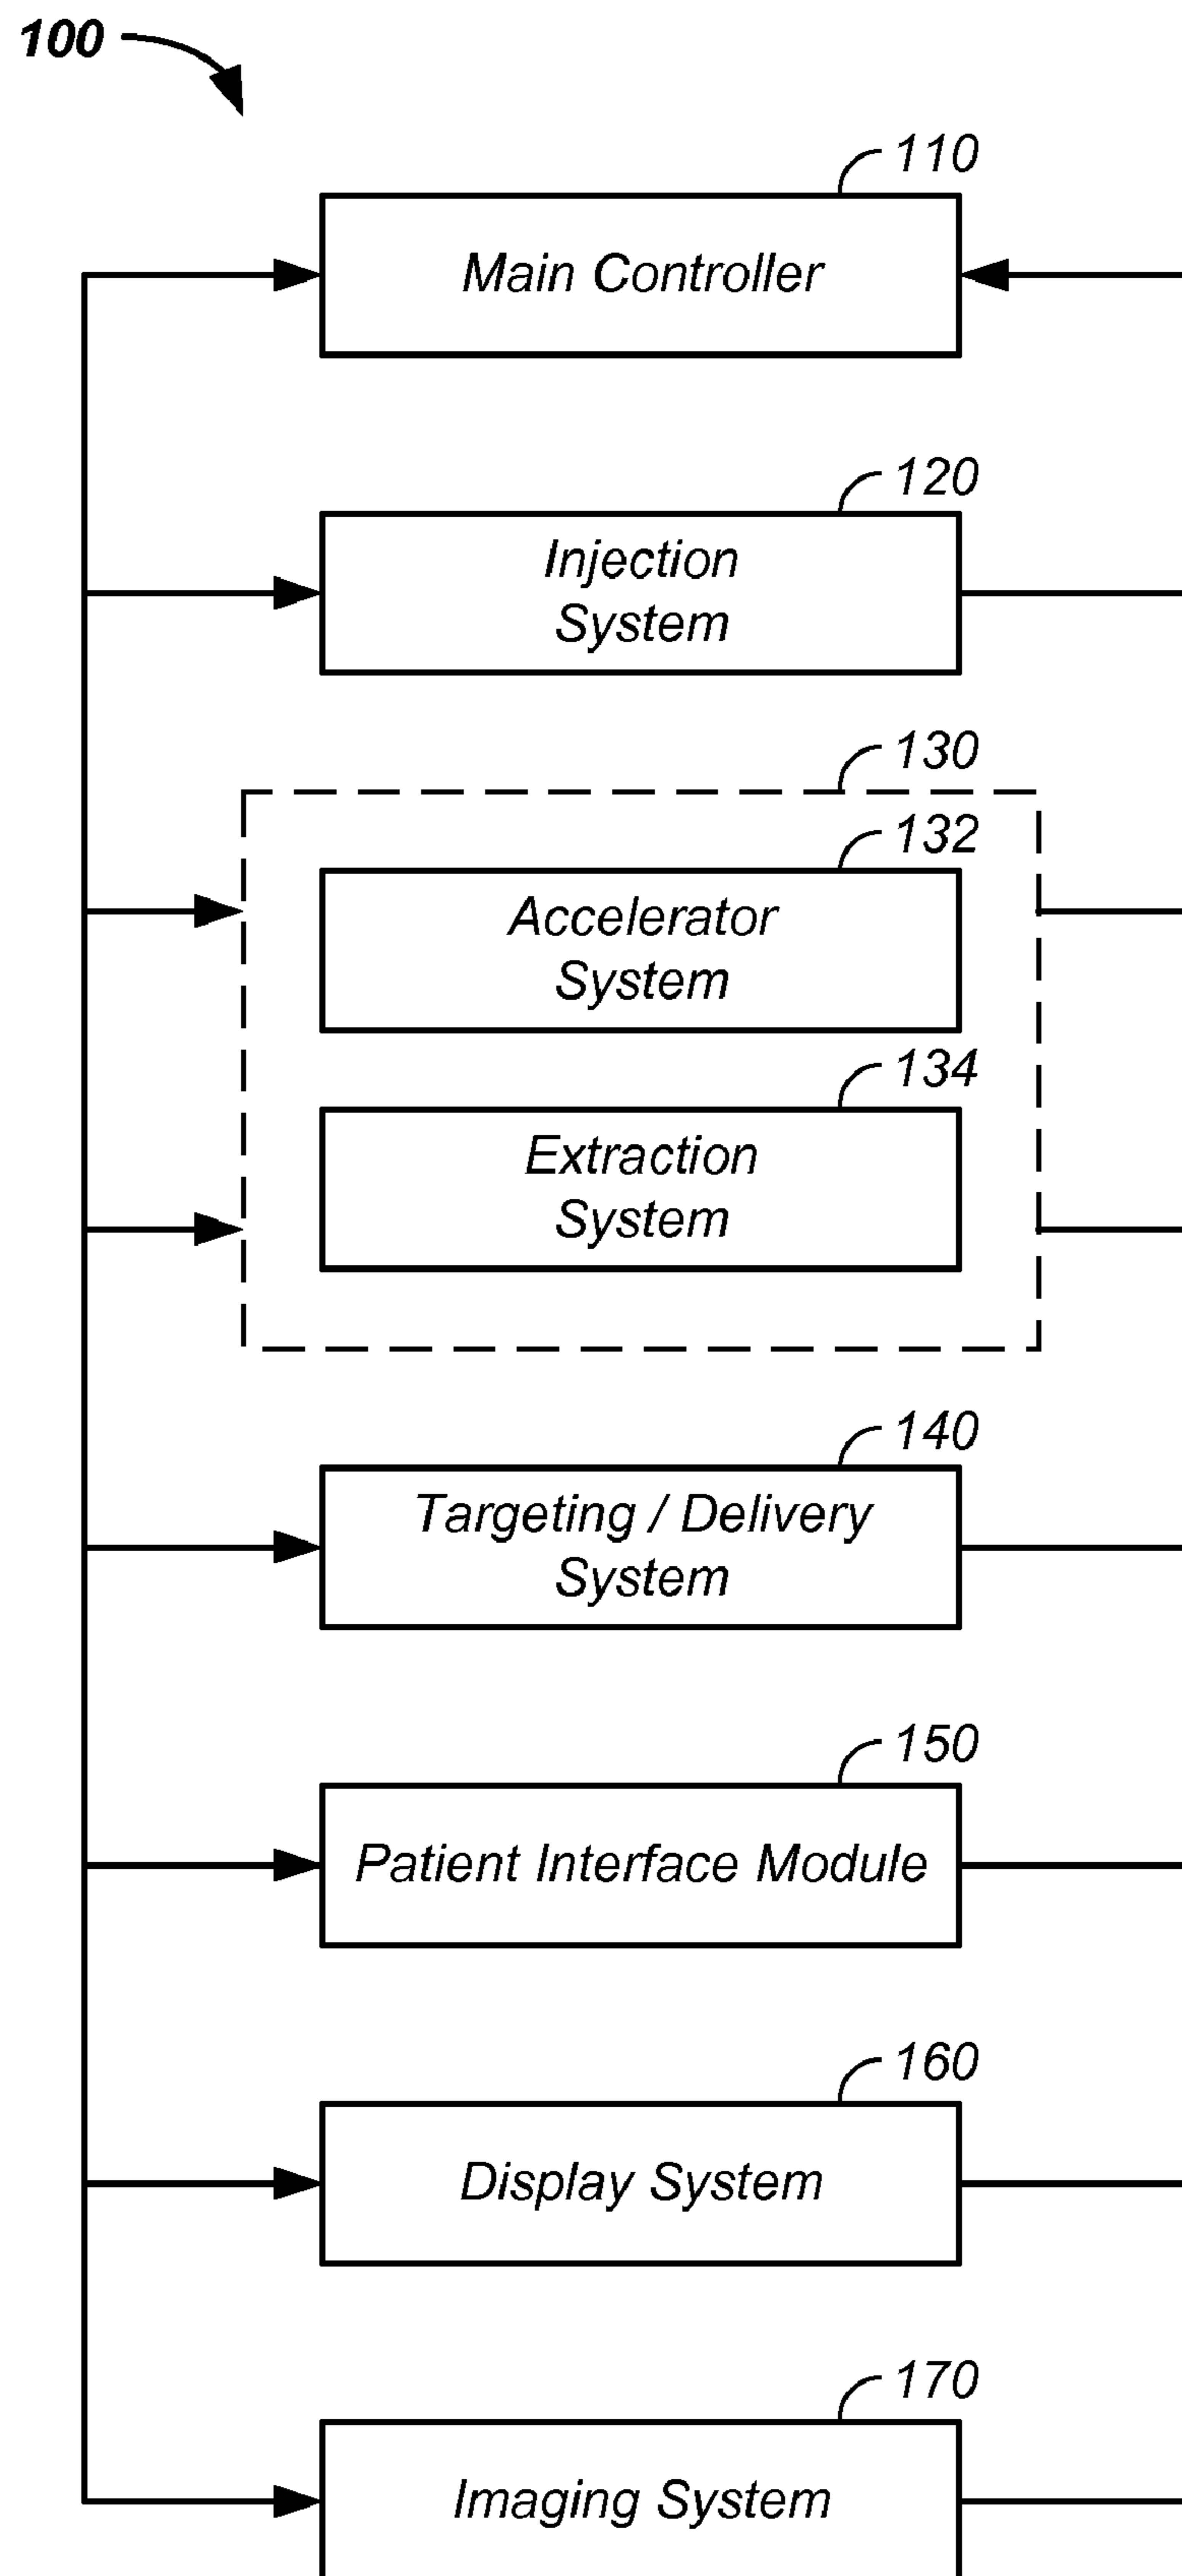 100
110
Main Controller
120
Injection
System
130
132
Accelerator
System
134
Extraction
System
140
Targeting / Delivery
System
150
Patient Interface Module
160
Display System
170
Imaging System